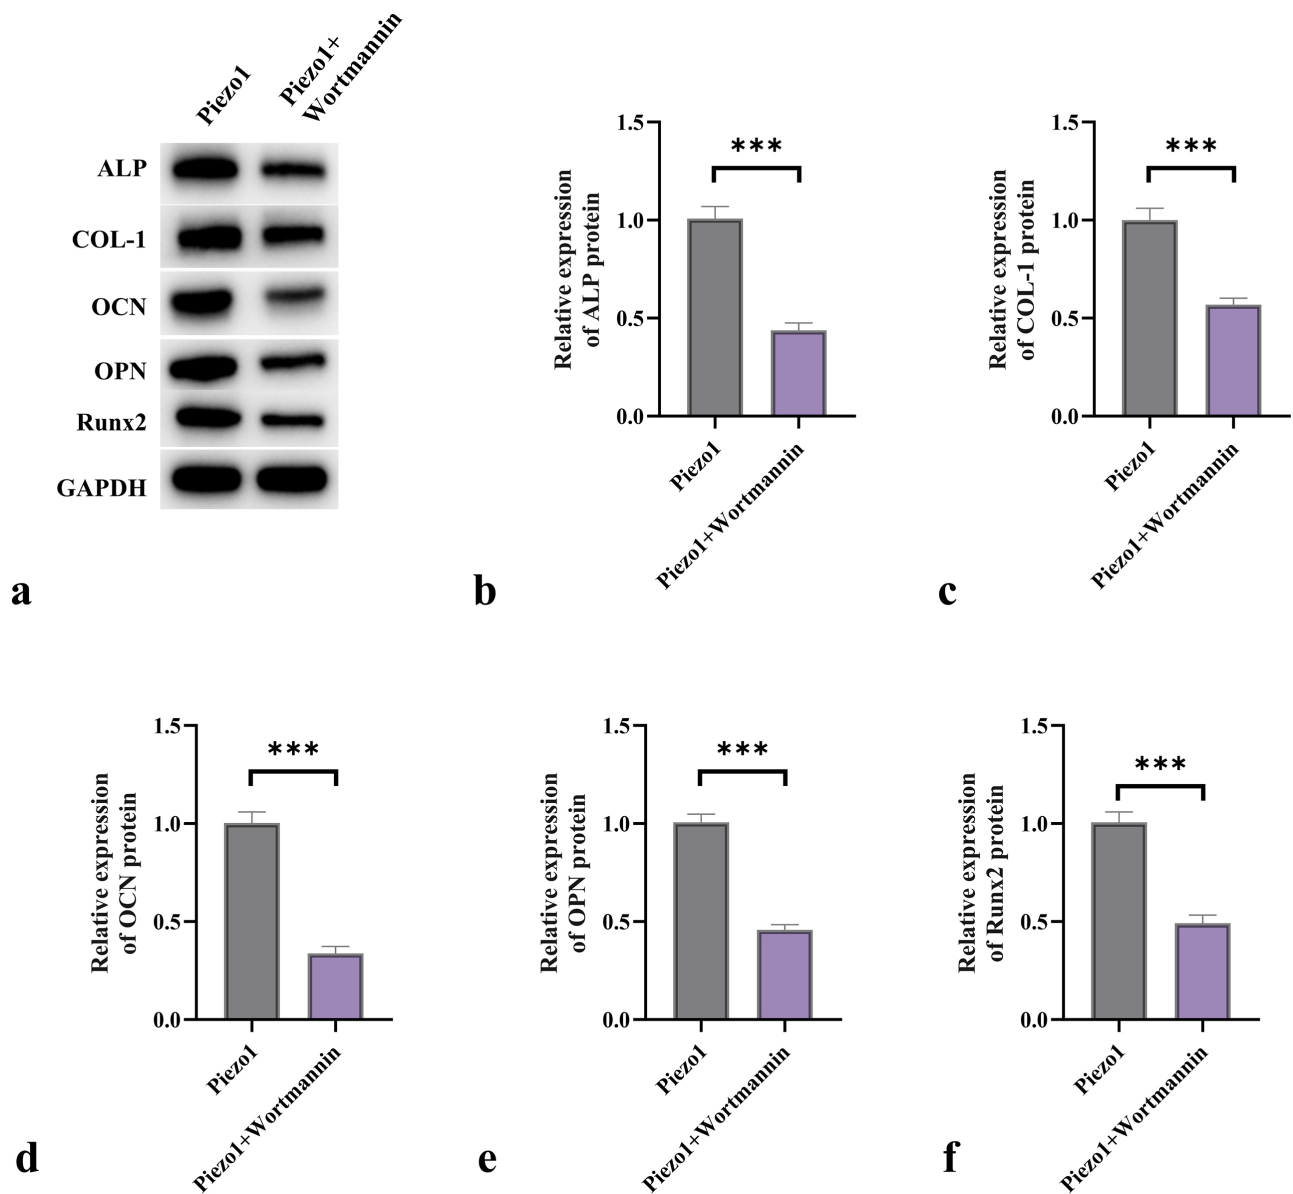 Piezo1
Piezo1+
Wortmannin
ALP
COL-1
OCN
OPN
Runx2
GAPDH
a
Relative expression
of ALP protein
1.5
1.0
0.5
0.0
***
Piezo1
Piezo1+Wortmannin
b
Relative expression
of COL-1 protein
1.5
1.0
0.5
0.0
***
Piezo1
Piezo1+Wortmannin
c
Relative expression
of OCN protein
1.5
1.0
0.5
0.0
***
Piezo1
Piezo1+Wortmannin
d
Relative expression
of OPN protein
1.5
1.0
0.5
0.0
***
Piezo1
Piezo1+Wortmannin
e
Relative expression
of Runx2 protein
1.5
1.0
0.5
0.0
***
Piezo1
Piezo1+Wortmannin
f